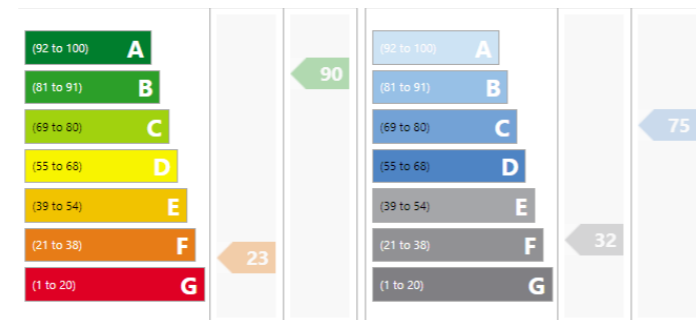 (92 to 100) A
(81 to 91) B
90
(69 to 80) C
(55 to 68) D
(39 to 54) E
(21 to 38) F
23
(1 to 20) G
(92 to 100) A
(81 to 91) B
(69 to 80) C
75
(55 to 68) D
(39 to 54) E
(21 to 38) F
32
(1 to 20) G